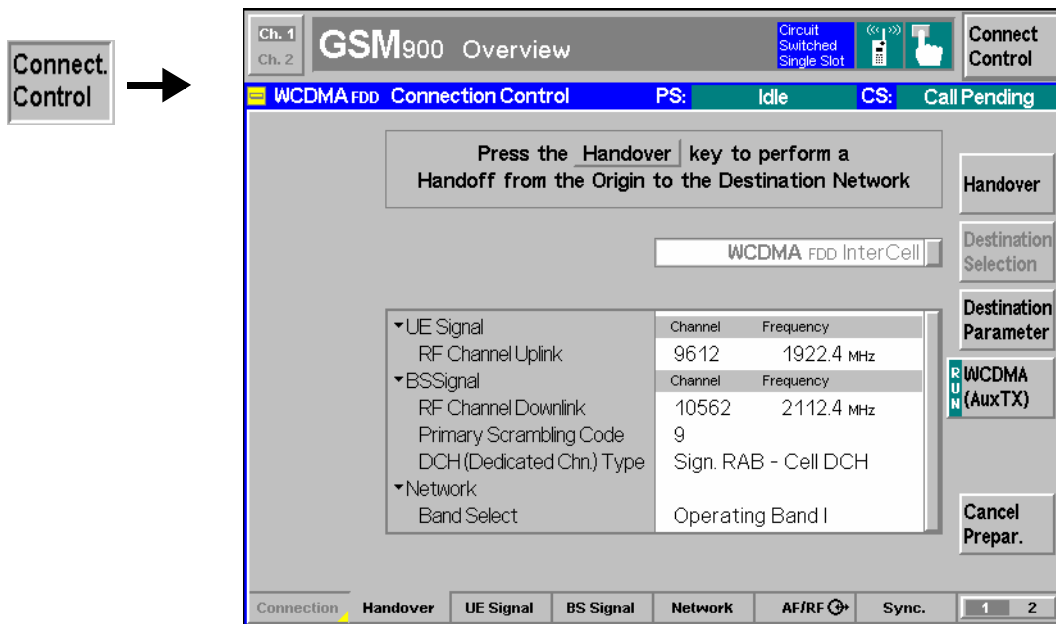 Connect.
Control
Ch. 1
Ch. 2
GSM900 Overview
Circuit
Switched
Single Slot
Connect
Control
WCDMA FDD Connection Control PS: Idle CS: Call Pending
Press the Handover key to perform a
Handoff from the Origin to the Destination Network
WCDMA FDD InterCell
UE Signal Channel Frequency
RF Channel Uplink 9612 1922.4 MHz
BSSignal Channel Frequency
RF Channel Downlink 10562 2112.4 MHz
Primary Scrambling Code 9
DCH (Dedicated Chn.) Type Sign. RAB - Cell DCH
Network
Band Select Operating Band I
Handover
Destination
Selection
Destination
Parameter
RUN
WCDMA
(AuxTX)
Cancel
Prepar.
Connection Handover UE Signal BS Signal Network AF/RF Sync. 1 2